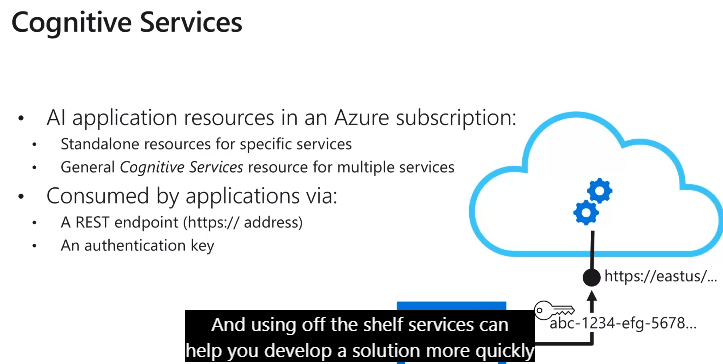 Cognitive Services
• AI application resources in an Azure subscription:
• Standalone resources for specific services
• General Cognitive Services resource for multiple services
• Consumed by applications via:
• A REST endpoint (https:// address)
• An authentication key
https://eastus/...
abc-1234-efg-5678...
And using off the shelf services can
help you develop a solution more quickly